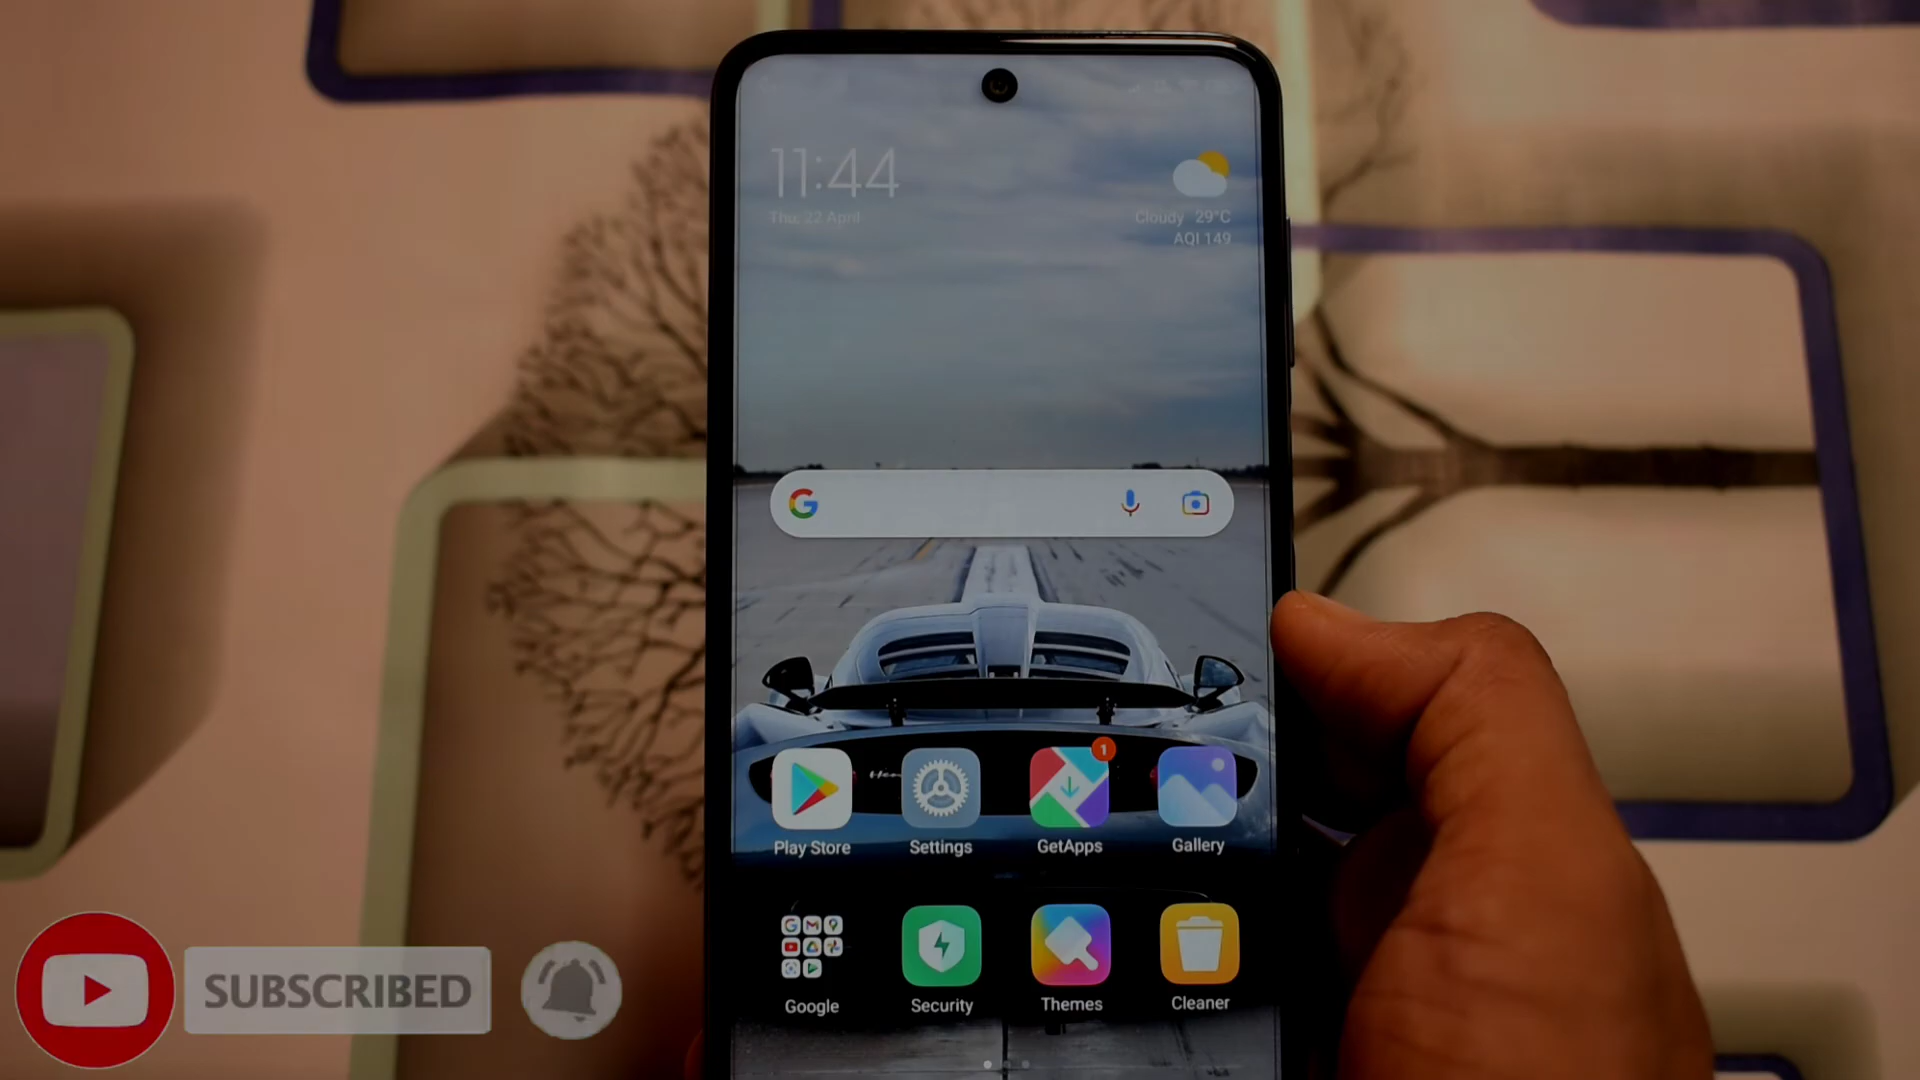 11:44
Thu, 22 April
Cloudy 29°C
AQI 149
1
Play Store
Settings
GetApps
Gallery
Google
Security
Themes
Cleaner
SUBSCRIBED